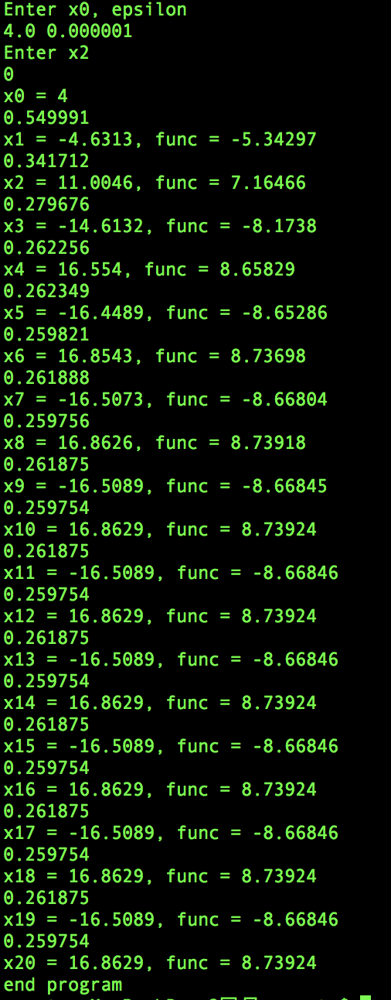 Enter x0, epsilon
4.0 0.000001
Enter x2
0
x0 = 4
0.549991
x1 = -4.6313, func = -5.34297
0.341712
x2 = 11.0046, func = 7.16466
0.279676
x3 = -14.6132, func = -8.1738
0.262256
x4 = 16.554, func = 8.65829
0.262349
x5 = -16.4489, func = -8.65286
0.259821
x6 = 16.8543, func = 8.73698
0.261888
x7 = -16.5073, func = -8.66804
0.259756
x8 = 16.8626, func = 8.73918
0.261875
x9 = -16.5089, func = -8.66845
0.259754
x10 = 16.8629, func = 8.73924
0.261875
x11 = -16.5089, func = -8.66846
0.259754
x12 = 16.8629, func = 8.73924
0.261875
x13 = -16.5089, func = -8.66846
0.259754
x14 = 16.8629, func = 8.73924
0.261875
x15 = -16.5089, func = -8.66846
0.259754
x16 = 16.8629, func = 8.73924
0.261875
x17 = -16.5089, func = -8.66846
0.259754
x18 = 16.8629, func = 8.73924
0.261875
x19 = -16.5089, func = -8.66846
0.259754
x20 = 16.8629, func = 8.73924
end program